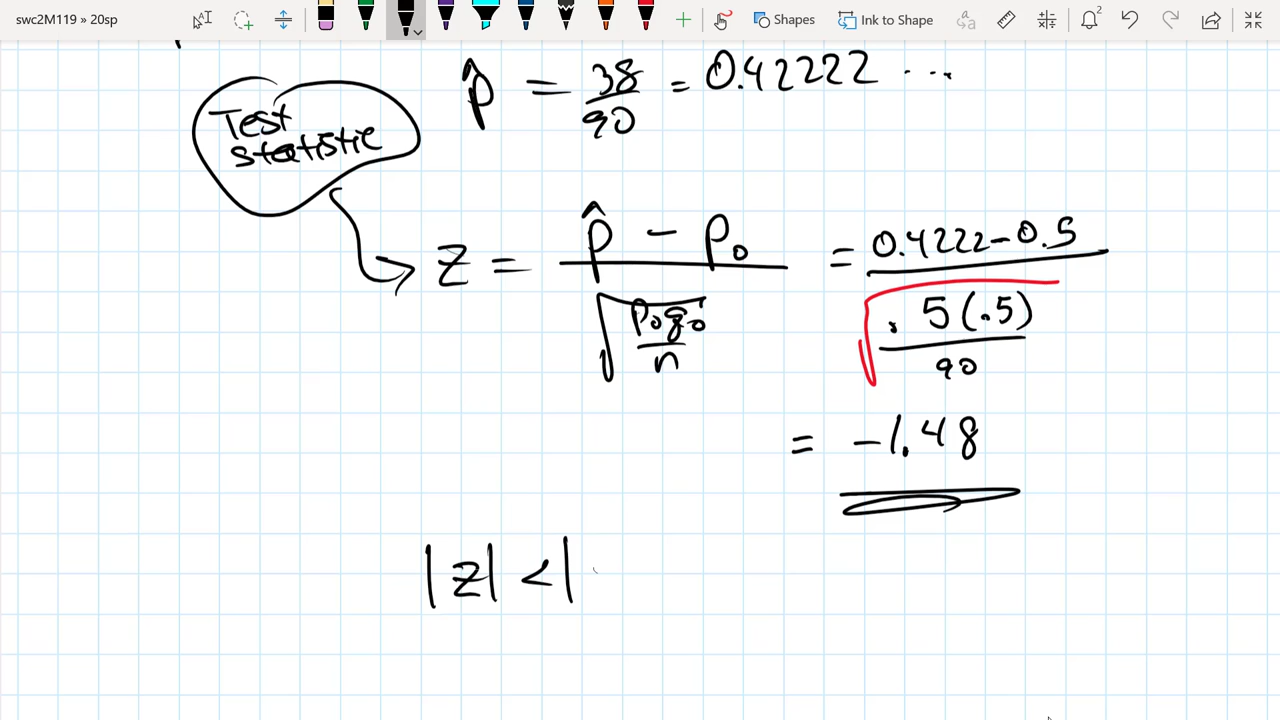 swc2M119 » 20sp
Shapes
Ink to Shape
2
p̂ = 38/90 = 0.42222 ...
Test
statistic
z = (p̂ - p₀) / √(p₀q₀/n) = (0.4222 - 0.5) / √(.5(.5)/90)
= -1.48
|z| < |